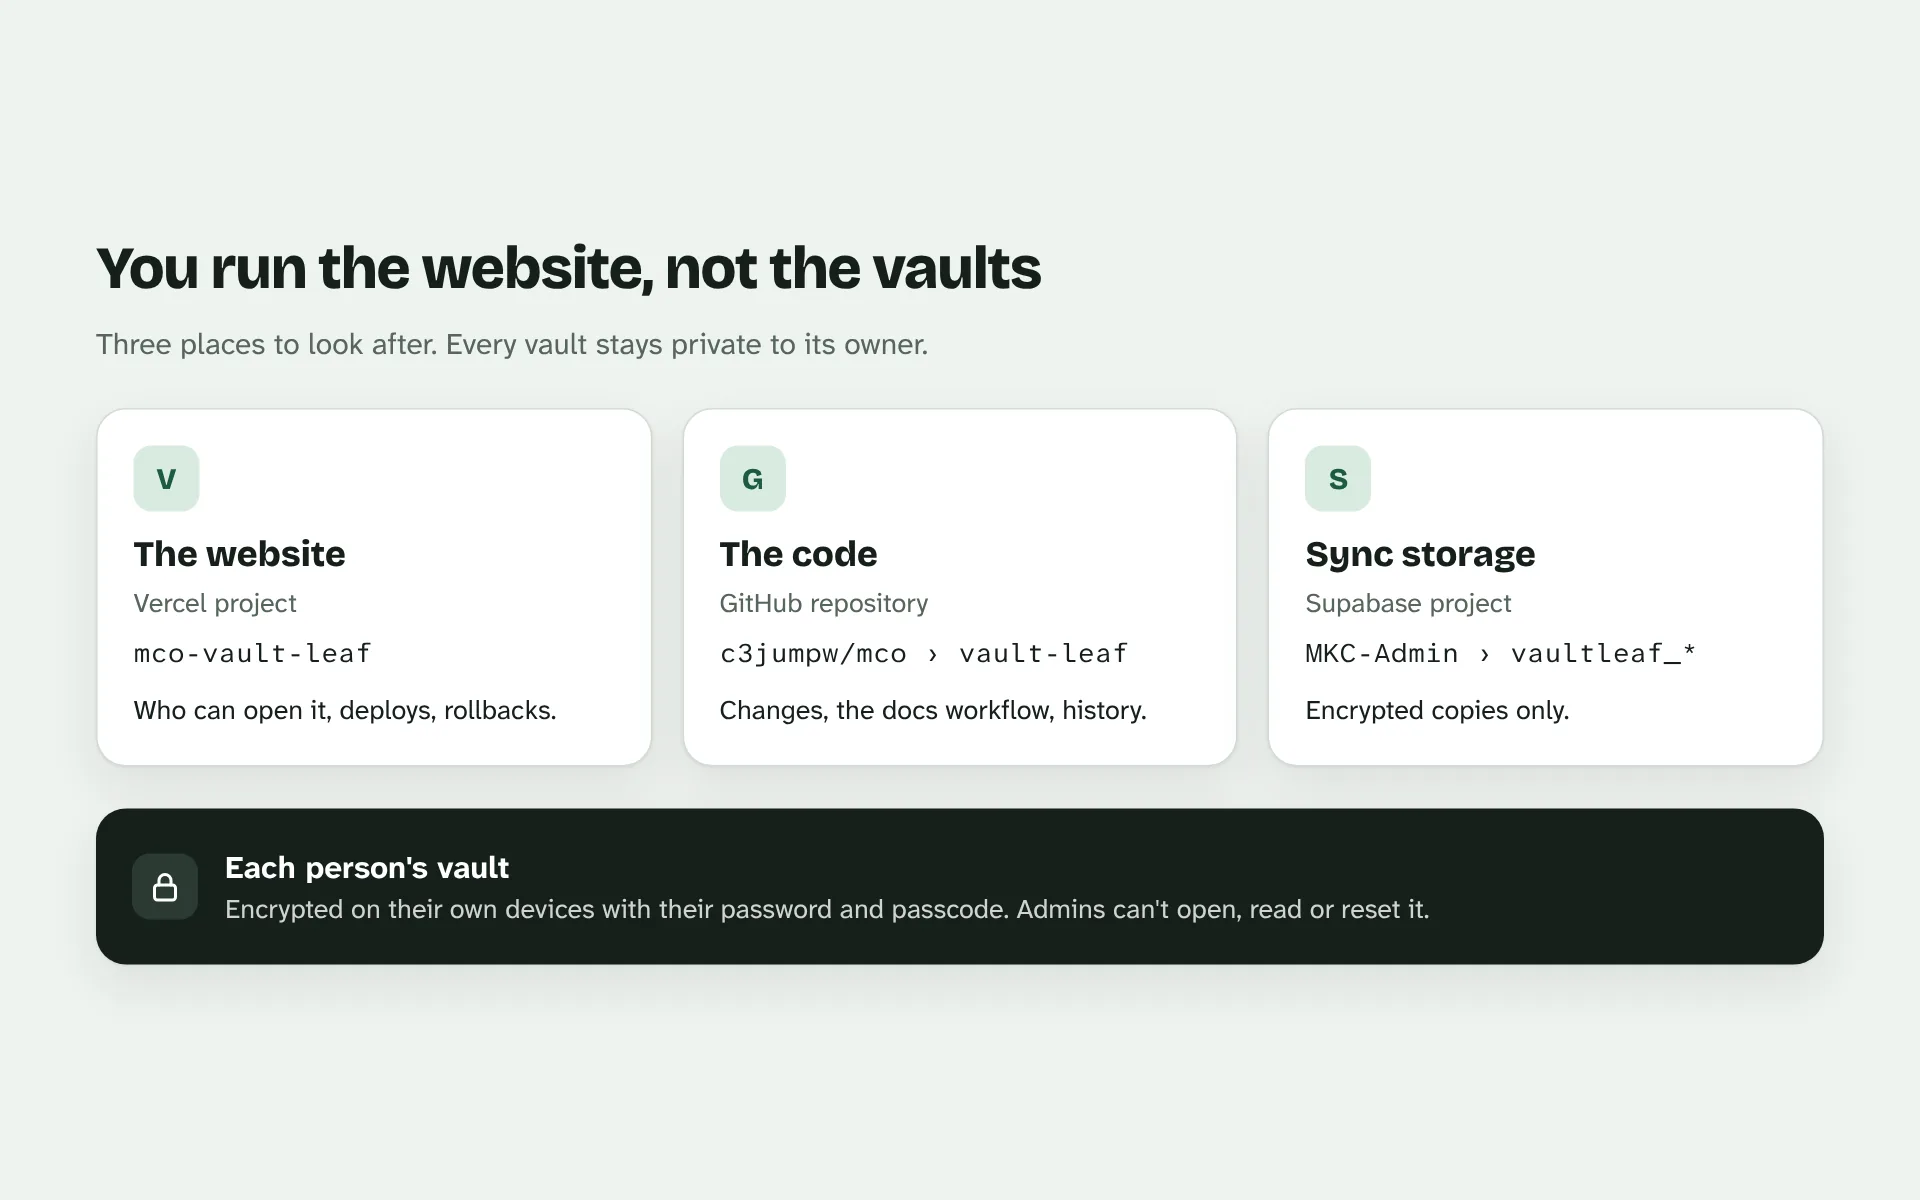 You run the website, not the vaults
Three places to look after. Every vault stays private to its owner.
V
The website
Vercel project
mco-vault-leaf
Who can open it, deploys, rollbacks.
G
The code
GitHub repository
c3jumpw/mco › vault-leaf
Changes, the docs workflow, history.
S
Sync storage
Supabase project
MKC-Admin › vaultleaf_*
Encrypted copies only.
Each person's vault
Encrypted on their own devices with their password and passcode. Admins can't open, read or reset it.